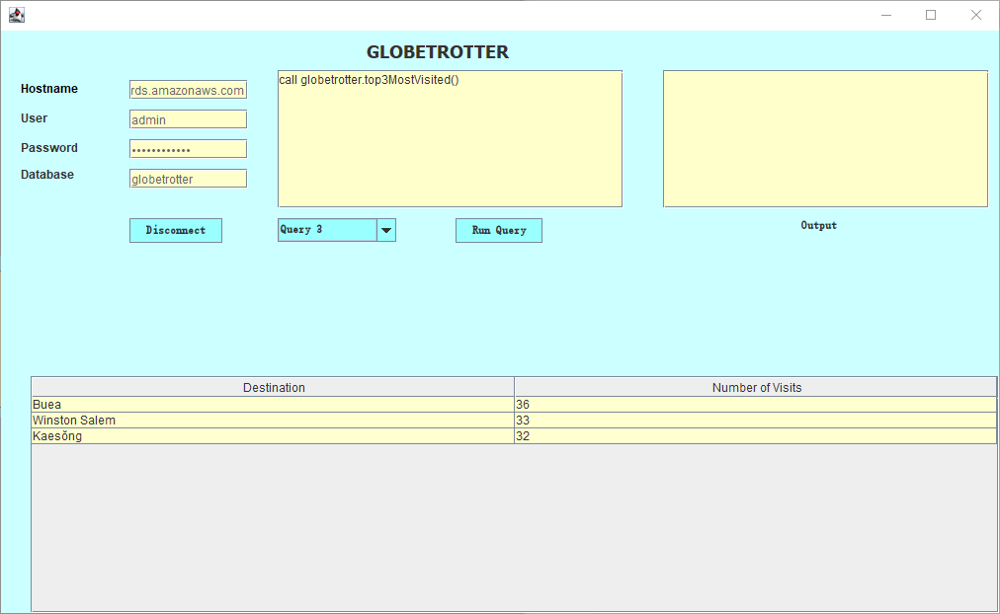 GLOBETROTTER
Hostname
rds.amazonaws.com
User
admin
Password
••••••••••••
Database
globetrotter
call globetrotter.top3MostVisited()
Disconnect
Query 3
Run Query
Output
Destination Number of Visits
Buea 36
Winston Salem 33
Kaesŏng 32